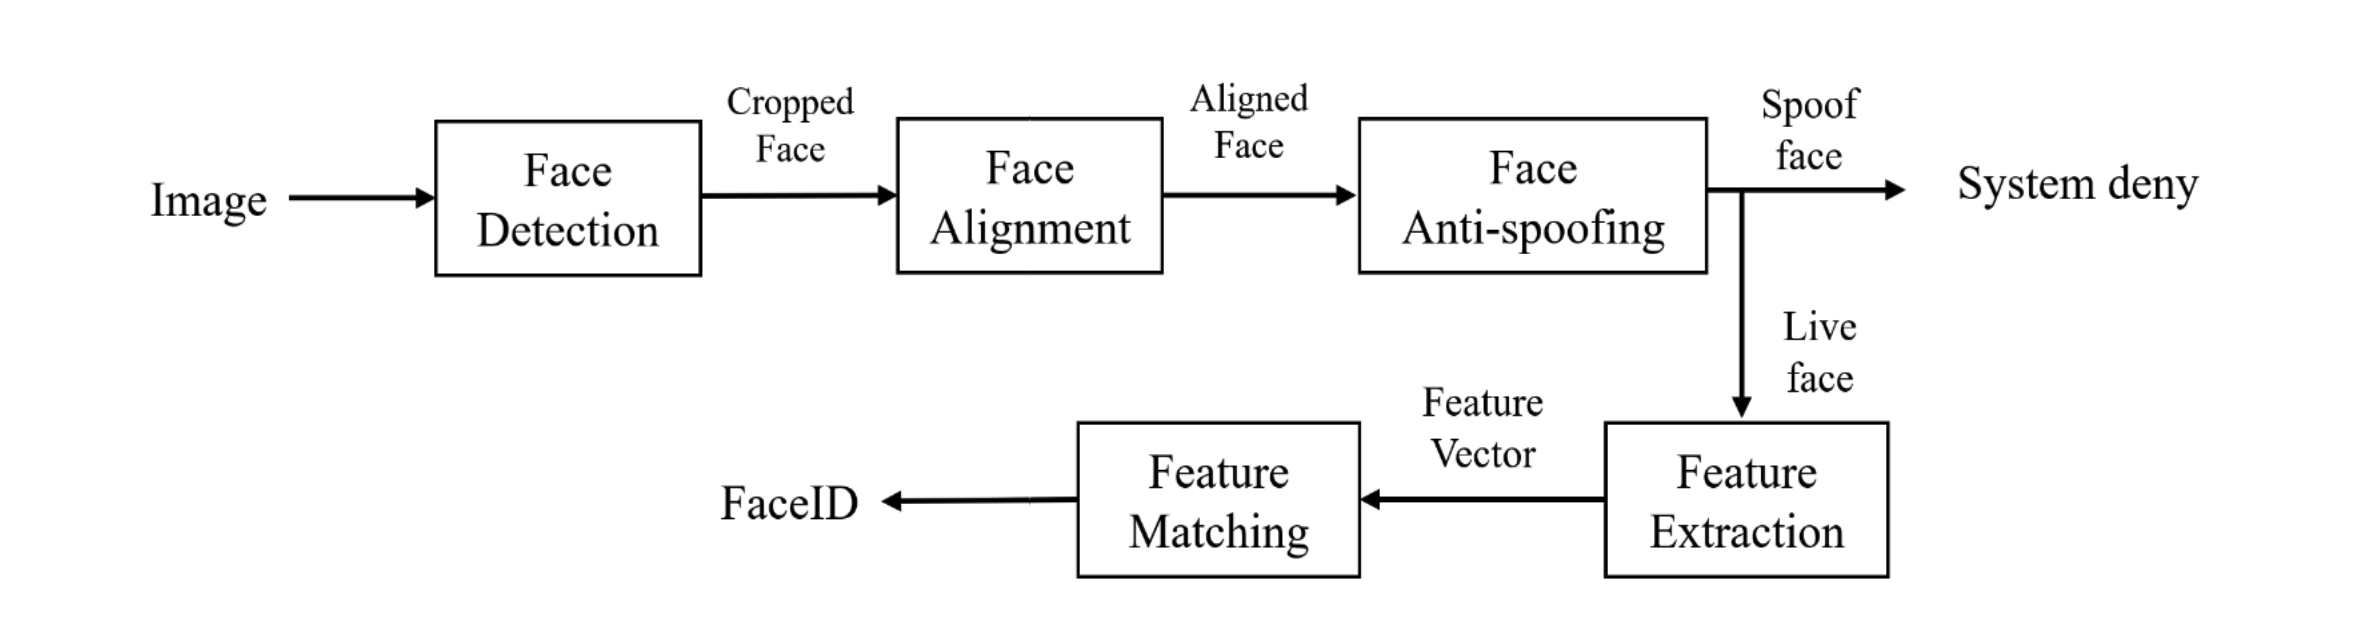 Image
Face
Detection
Cropped
Face
Face
Alignment
Aligned
Face
Face
Anti-spoofing
Spoof
face
System deny
Live
face
Feature
Extraction
Feature
Vector
Feature
Matching
FaceID